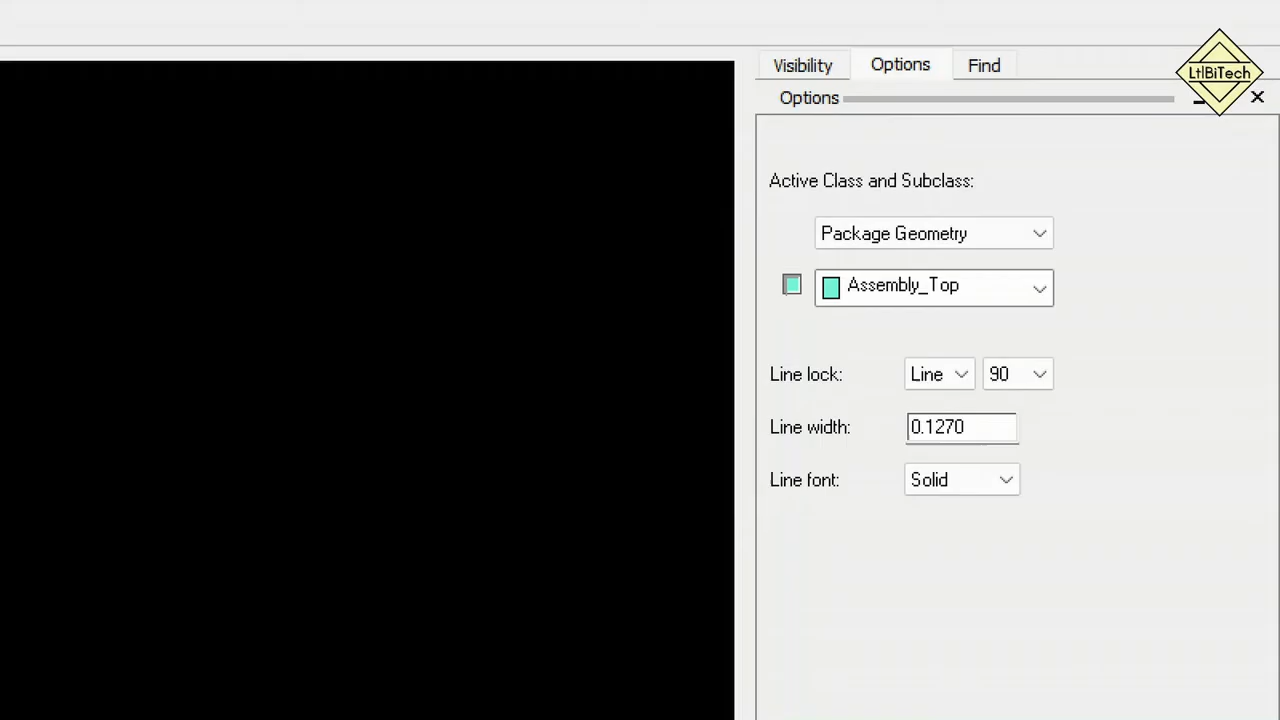 Visibility Options Find
LtlBiTech
Options
Active Class and Subclass:
Package Geometry
Assembly_Top
Line lock: Line 90
Line width: 0.1270
Line font: Solid